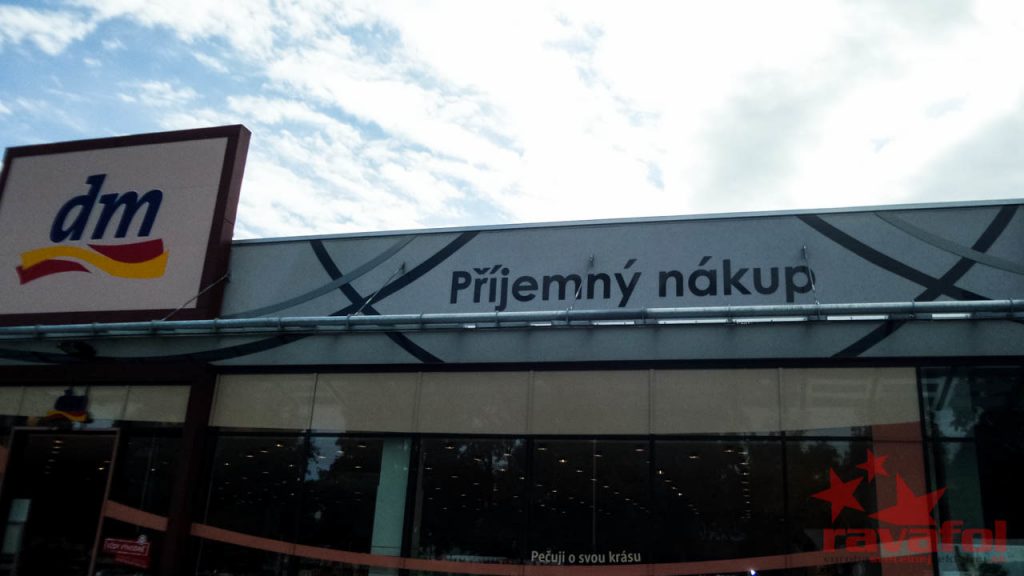 dm
Příjemný nákup
Pečuji o svou krásu
ravafol